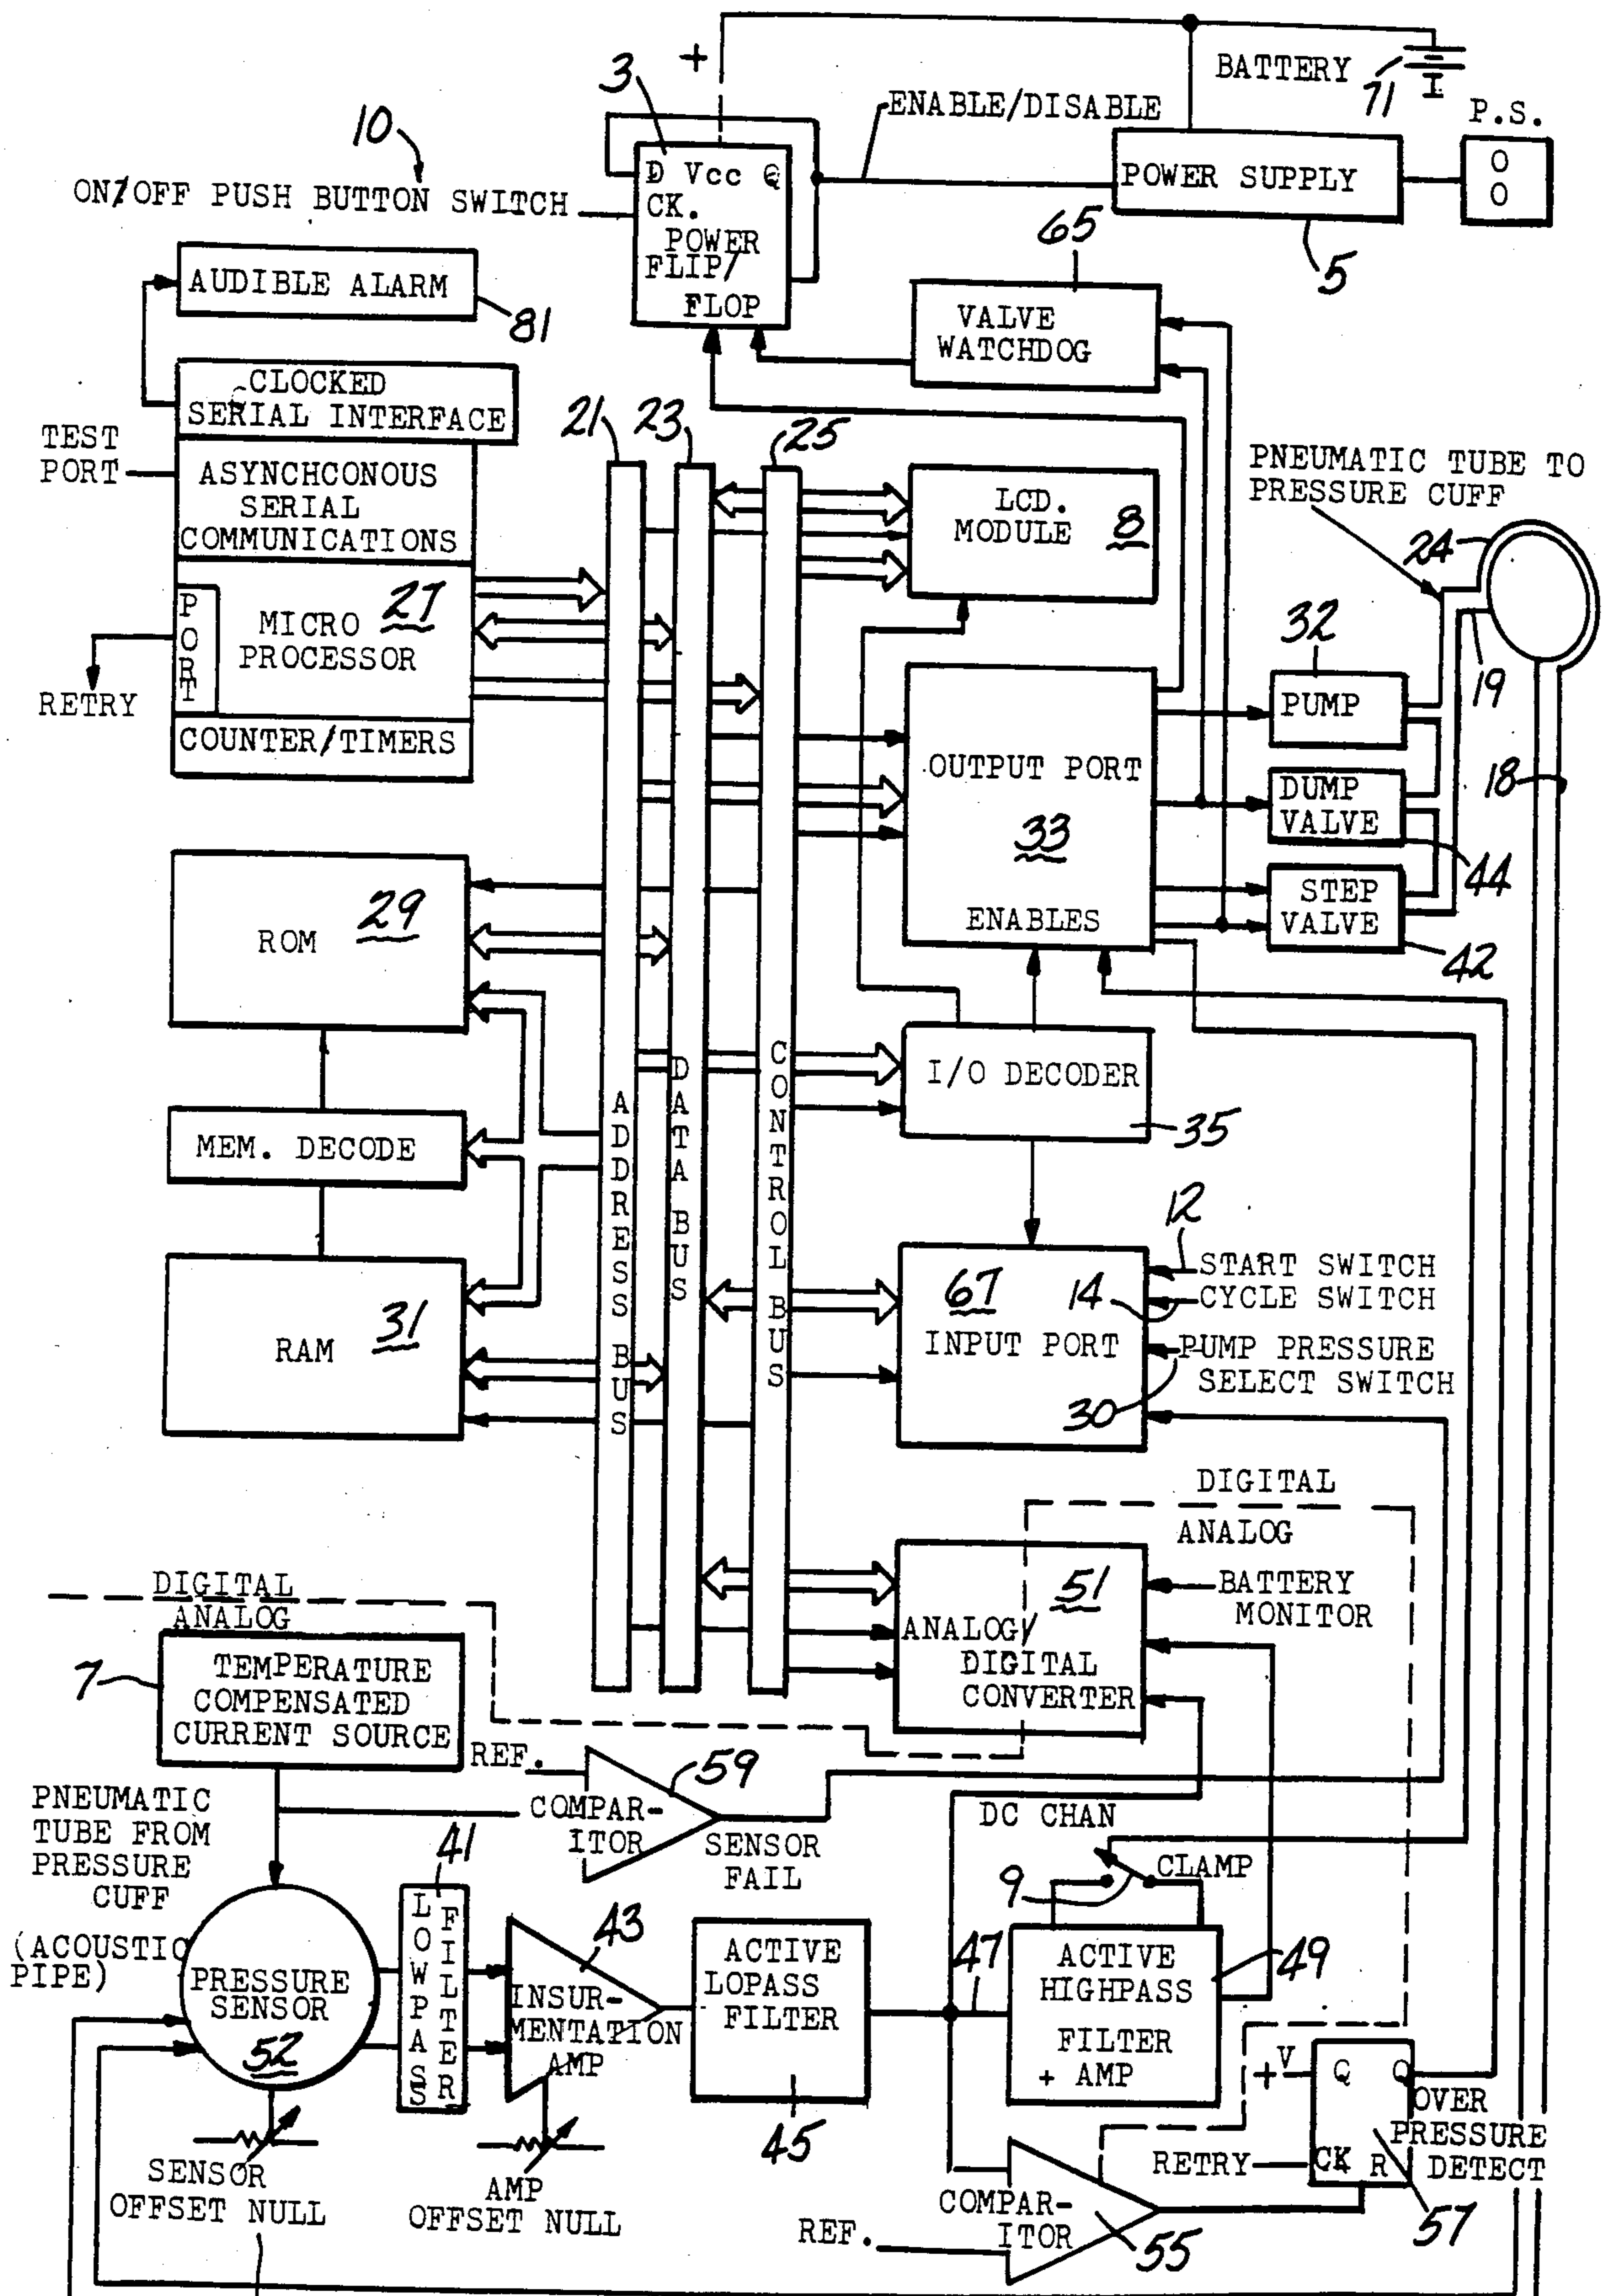 +
BATTERY
71
P.S.
3
ENABLE/DISABLE
10
D Vcc Q
POWER SUPPLY
O
O
ON/OFF PUSH BUTTON SWITCH
CK.
POWER
FLIP/
FLOP
65
5
AUDIBLE ALARM
81
VALVE
WATCHDOG
CLOCKED
SERIAL INTERFACE
21
23
25
TEST
PORT
ASYNCHCONOUS
SERIAL
COMMUNICATIONS
LCD.
MODULE
8
PNEUMATIC TUBE TO
PRESSURE CUFF
24
PORT
27
MICRO
PROCESSOR
32
19
RETRY
PUMP
COUNTER/TIMERS
OUTPUT PORT
33
DUMP
VALVE
18
44
ENABLES
STEP
VALVE
42
29
ROM
I/O DECODER
35
MEM. DECODE
ADDRESS BUS
DATA BUS
CONTROL BUS
31
RAM
67
INPUT PORT
12
START SWITCH
14
CYCLE SWITCH
PUMP PRESSURE
SELECT SWITCH
30
DIGITAL
ANALOG
51
ANALOG/
DIGITAL
CONVERTER
BATTERY
MONITOR
DIGITAL
ANALOG
7
TEMPERATURE
COMPENSATED
CURRENT SOURCE
REF.
59
COMPAR-
ITOR
SENSOR
FAIL
DC CHAN
PNEUMATIC
TUBE FROM
PRESSURE
CUFF
(ACOUSTIC
PIPE)
41
LOWPASS
FILTER
9
CLAMP
43
PRESSURE
SENSOR
52
INSUR-
MENTATION
AMP
ACTIVE
LOPASS
FILTER
45
47
ACTIVE
HIGHPASS
FILTER
+ AMP
49
+V
Q Q
OVER
PRESSURE
DETECT
RETRY
CK R
57
SENSOR
OFFSET NULL
AMP
OFFSET NULL
COMPAR-
ITOR
REF.
55